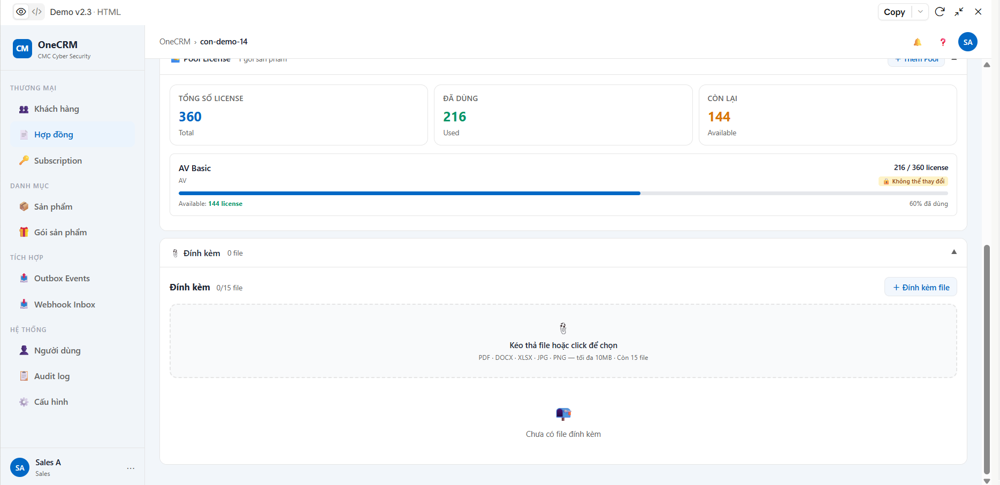 Demo v2.3 · HTML
Copy
CM
OneCRM
CMC Cyber Security
THƯƠNG MẠI
Khách hàng
Hợp đồng
Subscription
DANH MỤC
Sản phẩm
Gói sản phẩm
TÍCH HỢP
Outbox Events
Webhook Inbox
HỆ THỐNG
Người dùng
Audit log
Cấu hình
SA
Sales A
Sales
...
OneCRM › con-demo-14
SA
Pool License 1 gói sản phẩm
+ Thêm Pool
TỔNG SỐ LICENSE
360
Total
ĐÃ DÙNG
216
Used
CÒN LẠI
144
Available
AV Basic
216 / 360 license
AV
Không thể thay đổi
Available: 144 license
60% đã dùng
Đính kèm 0 file
Đính kèm 0/15 file
+ Đính kèm file
Kéo thả file hoặc click để chọn
PDF · DOCX · XLSX · JPG · PNG — tối đa 10MB · Còn 15 file
Chưa có file đính kèm